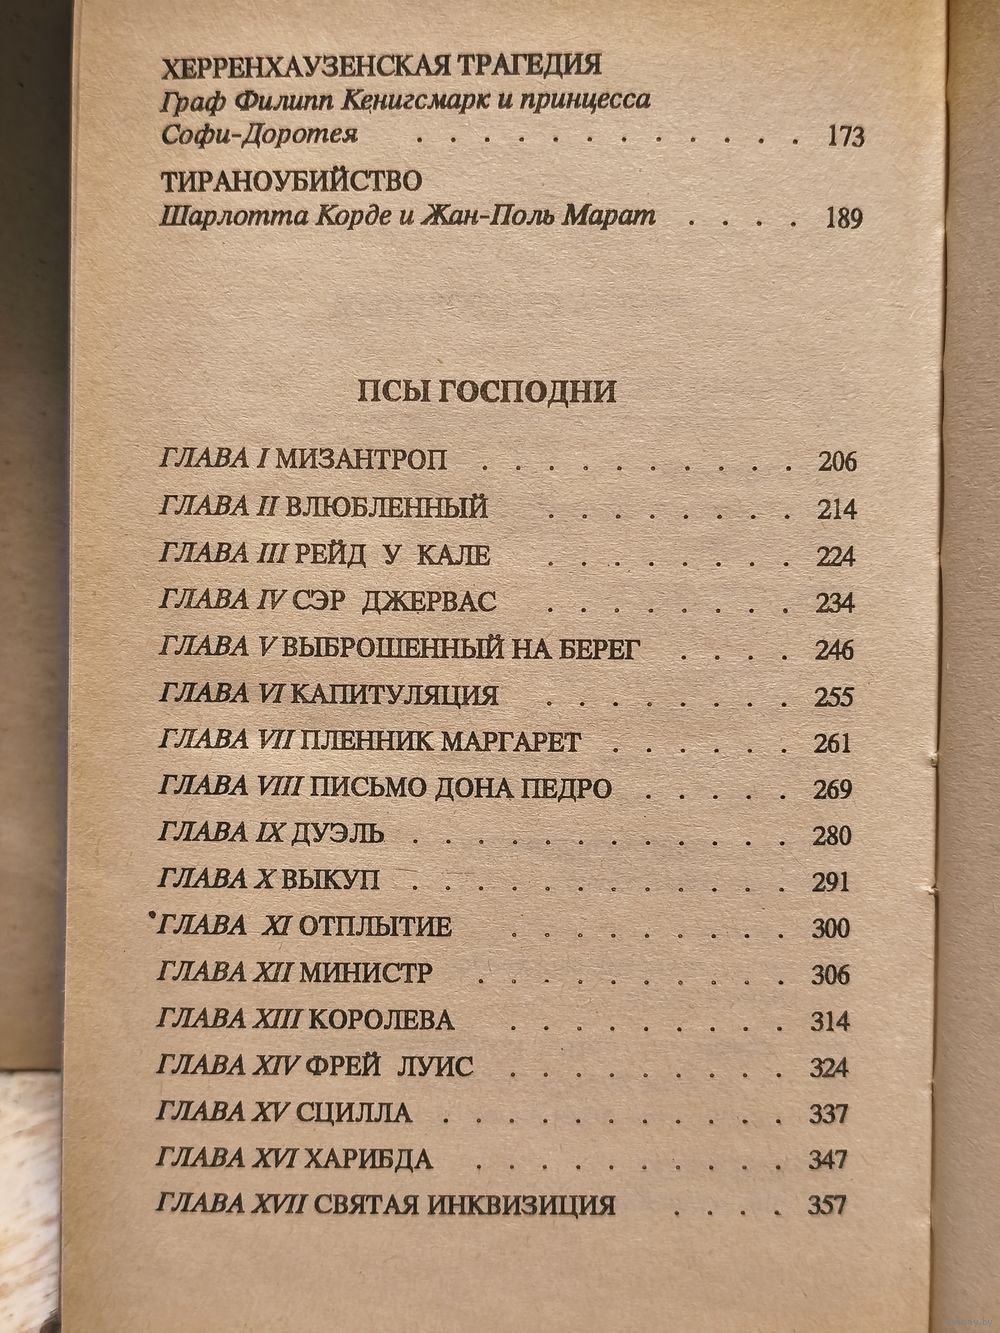 ХЕРРЕНХАУЗЕНСКАЯ ТРАГЕДИЯ
Граф Филипп Кенигсмарк и принцесса
Софи-Доротея . . . . . . . . . . . . 173
ТИРАНОУБИЙСТВО
Шарлотта Корде и Жан-Поль Марат . . . . 189
ПСЫ ГОСПОДНИ
ГЛАВА I МИЗАНТРОП . . . . . . . . . . 206
ГЛАВА II ВЛЮБЛЕННЫЙ . . . . . . . . 214
ГЛАВА III РЕЙД У КАЛЕ . . . . . . . . 224
ГЛАВА IV СЭР ДЖЕРВАС . . . . . . . . 234
ГЛАВА V ВЫБРОШЕННЫЙ НА БЕРЕГ . . . . 246
ГЛАВА VI КАПИТУЛЯЦИЯ . . . . . . . . 255
ГЛАВА VII ПЛЕННИК МАРГАРЕТ . . . . . . 261
ГЛАВА VIII ПИСЬМО ДОНА ПЕДРО . . . . . 269
ГЛАВА IX ДУЭЛЬ . . . . . . . . . . . . 280
ГЛАВА X ВЫКУП . . . . . . . . . . . . 291
ГЛАВА XI ОТПЛЫТИЕ . . . . . . . . . 300
ГЛАВА XII МИНИСТР . . . . . . . . . . 306
ГЛАВА XIII КОРОЛЕВА . . . . . . . . . 314
ГЛАВА XIV ФРЕЙ ЛУИС . . . . . . . . . 324
ГЛАВА XV СЦИЛЛА . . . . . . . . . . . 337
ГЛАВА XVI ХАРИБДА . . . . . . . . . . 347
ГЛАВА XVII СВЯТАЯ ИНКВИЗИЦИЯ . . . . 357